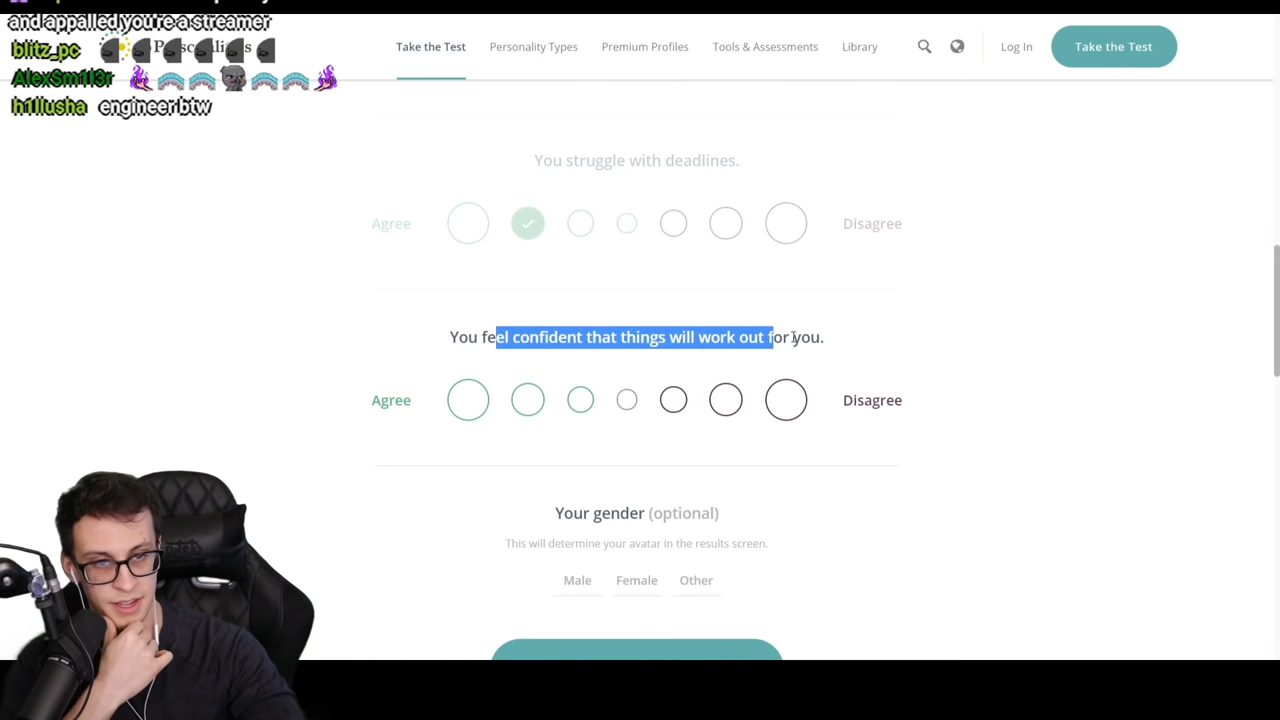 and appalled you're a streamer
blitz_pc
AlexSm1l3r
h1llusha engineer btw
Take the Test Personality Types Premium Profiles Tools & Assessments Library Log In Take the Test
You struggle with deadlines.
Agree Disagree
You feel confident that things will work out for you.
Agree Disagree
Your gender (optional)
This will determine your avatar in the results screen.
Male Female Other